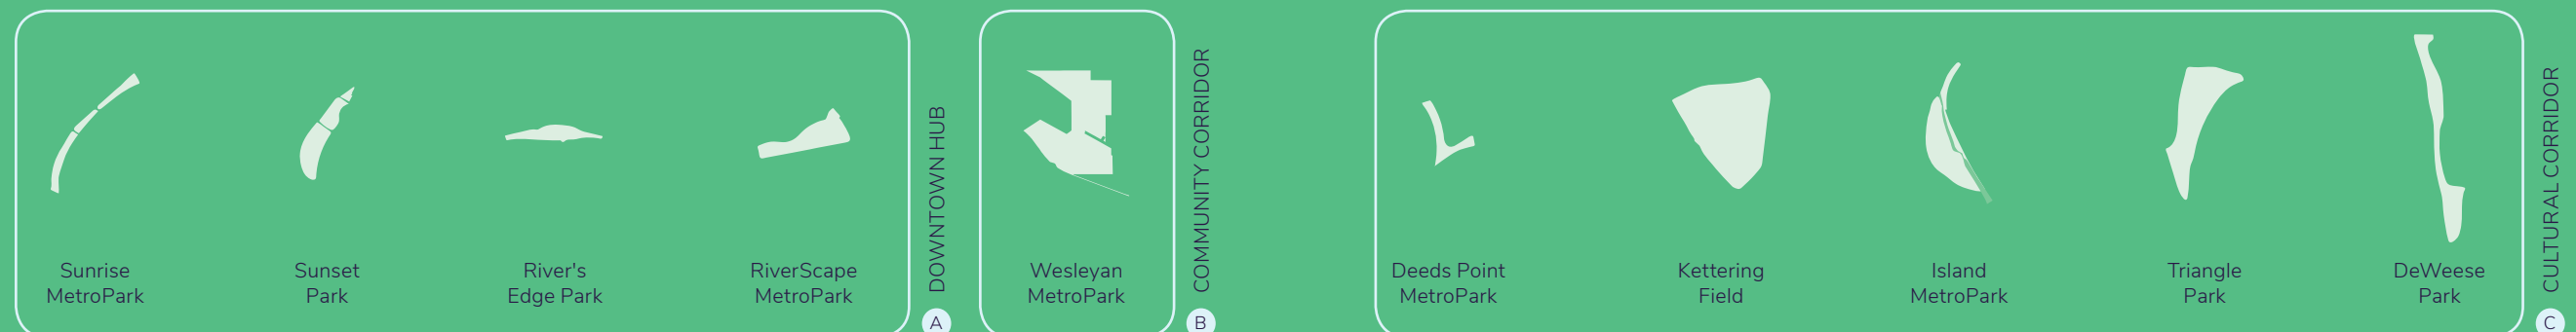 Sunrise
MetroPark
Sunset
Park
River's
Edge Park
RiverScape
MetroPark
DOWNTOWN HUB
A
Wesleyan
MetroPark
COMMUNITY CORRIDOR
B
Deeds Point
MetroPark
Kettering
Field
Island
MetroPark
Triangle
Park
DeWeese
Park
CULTURAL CORRIDOR
C